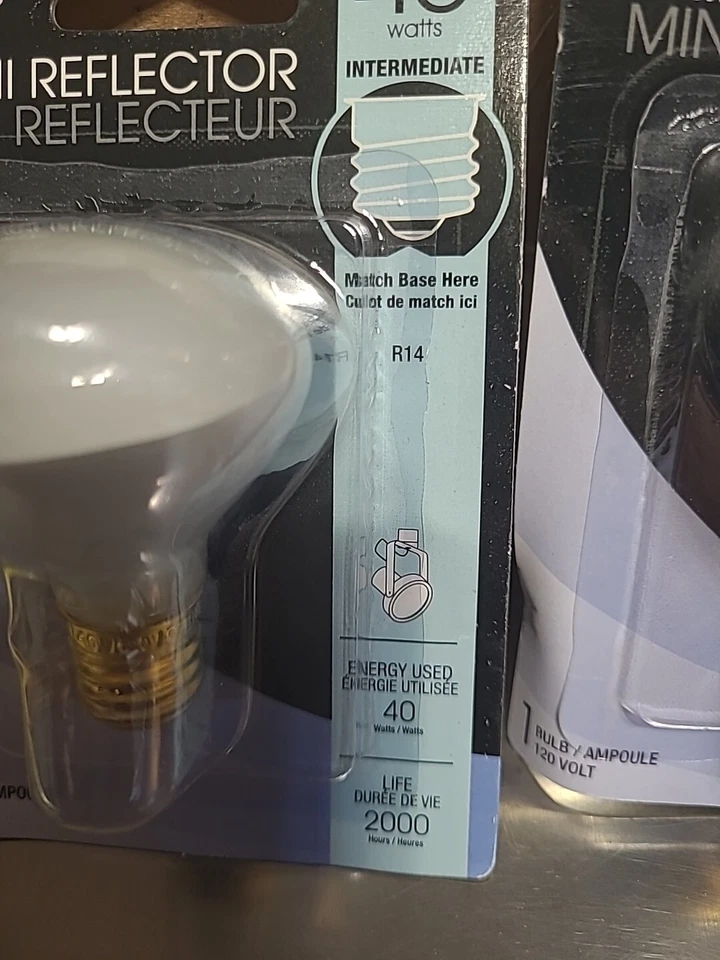 REFLECTOR
REFLECTEUR
watts
INTERMEDIATE
Match Base Here
Culot de match ici
R14
ENERGY USED
ÉNERGIE UTILISÉE
40
Watts / Watts
LIFE
DURÉE DE VIE
2000
Hours / Heures
MIN
1 BULB / AMPOULE
120 VOLT